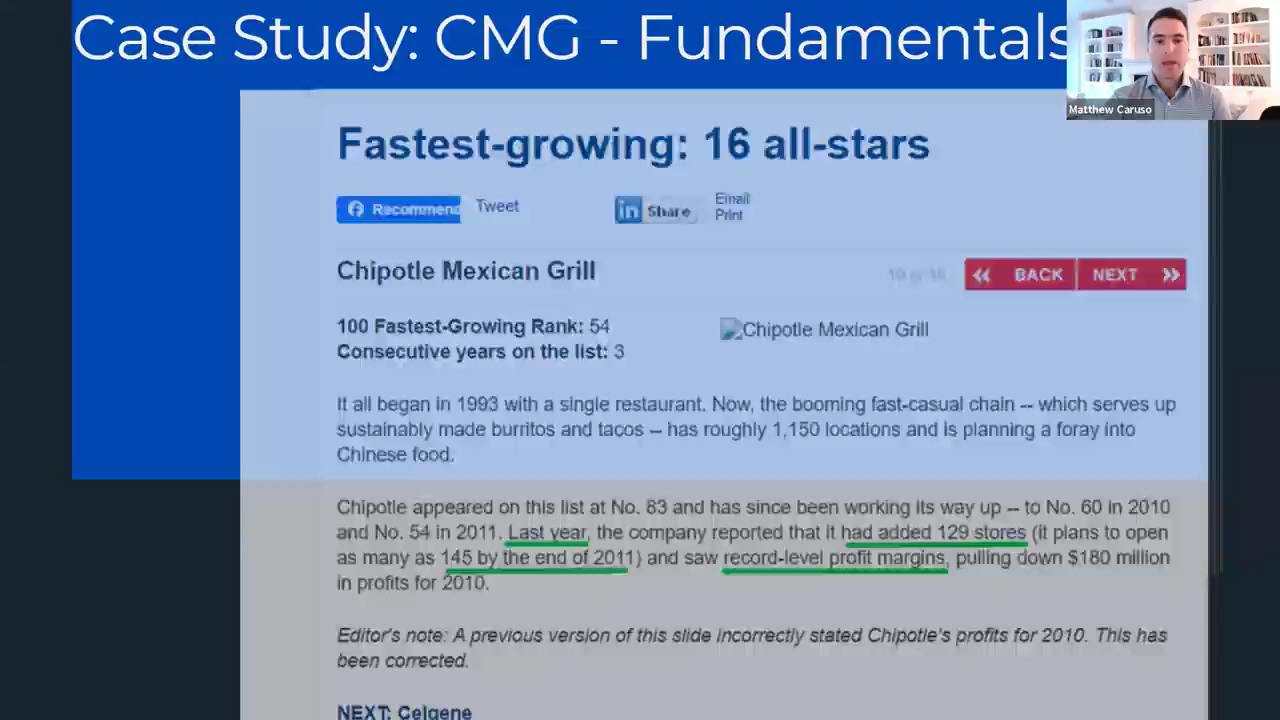 Case Study: CMG - Fundamentals
Matthew Caruso
Fastest-growing: 16 all-stars
Recommend
Tweet
in Share
Email
Print
Chipotle Mexican Grill
BACK
NEXT
100 Fastest-Growing Rank: 54
Consecutive years on the list: 3
Chipotle Mexican Grill
It all began in 1993 with a single restaurant. Now, the booming fast-casual chain -- which serves up
sustainably made burritos and tacos -- has roughly 1,150 locations and is planning a foray into
Chinese food.
Chipotle appeared on this list at No. 83 and has since been working its way up -- to No. 60 in 2010
and No. 54 in 2011. Last year, the company reported that it had added 129 stores (it plans to open
as many as 145 by the end of 2011) and saw record-level profit margins, pulling down $180 million
in profits for 2010.
Editor's note: A previous version of this slide incorrectly stated Chipotle's profits for 2010. This has
been corrected.
NEXT: Celgene